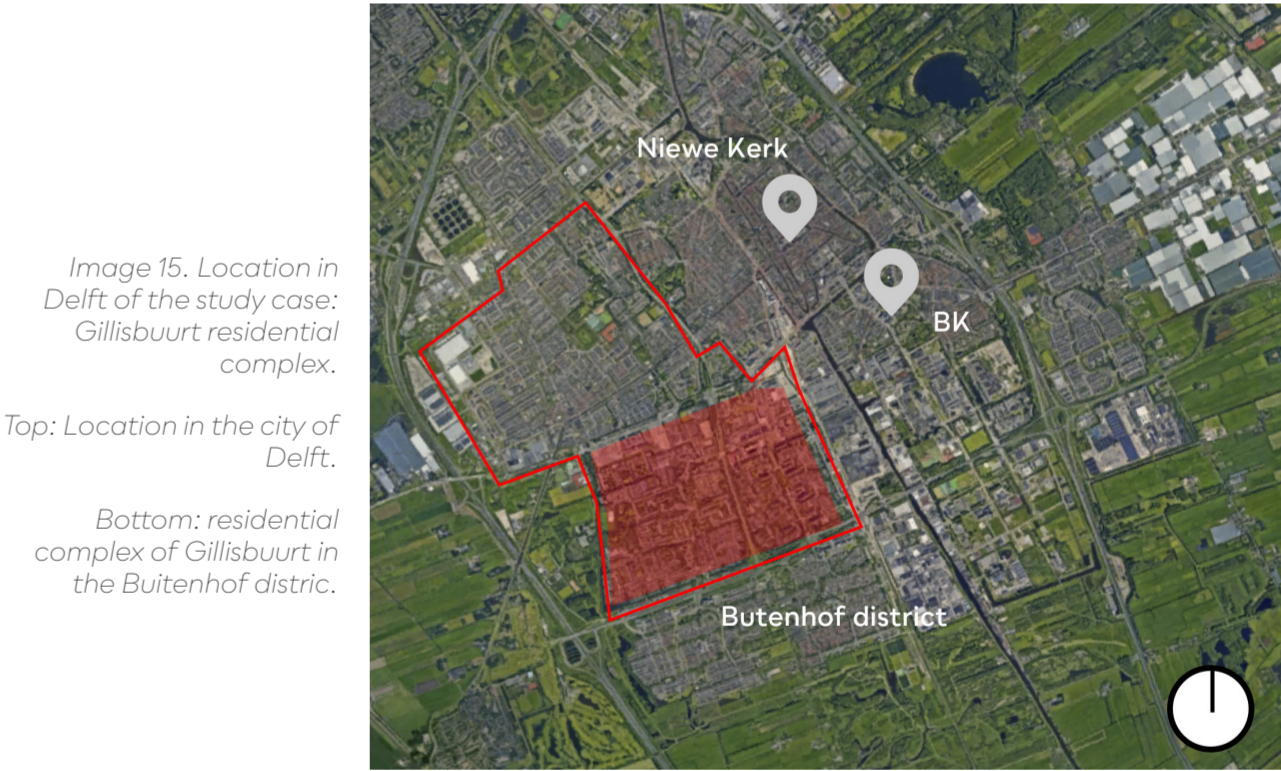 Image 15. Location in
Delft of the study case:
Gillisbuurt residential
complex.
Top: Location in the city of
Delft.
Bottom: residential
complex of Gillisbuurt in
the Buitenhof distric.
Niewe Kerk
BK
Butenhof district